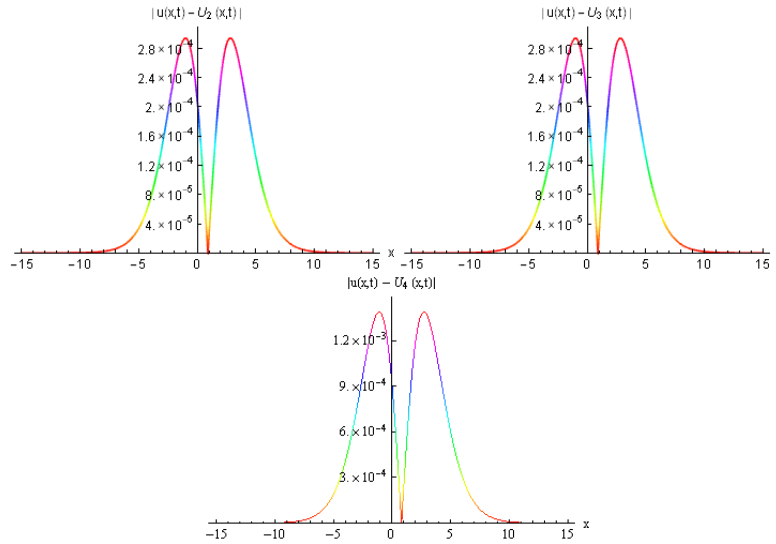 | u(x,t) − U2 (x,t) |
2.8 × 10-4
2.4 × 10-4
2. × 10-4
1.6 × 10-4
1.2 × 10-4
8. × 10-5
4. × 10-5
−15 −10 −5 0 5 10 15 x
| u(x,t) − U3 (x,t) |
2.8 × 10-4
2.4 × 10-4
2. × 10-4
1.6 × 10-4
1.2 × 10-4
8. × 10-5
4. × 10-5
−15 −10 −5 0 5 10 15
|u(x,t) − U4 (x,t)|
1.2 × 10-3
9. × 10-4
6. × 10-4
3. × 10-4
−15 −10 −5 0 5 10 15 x